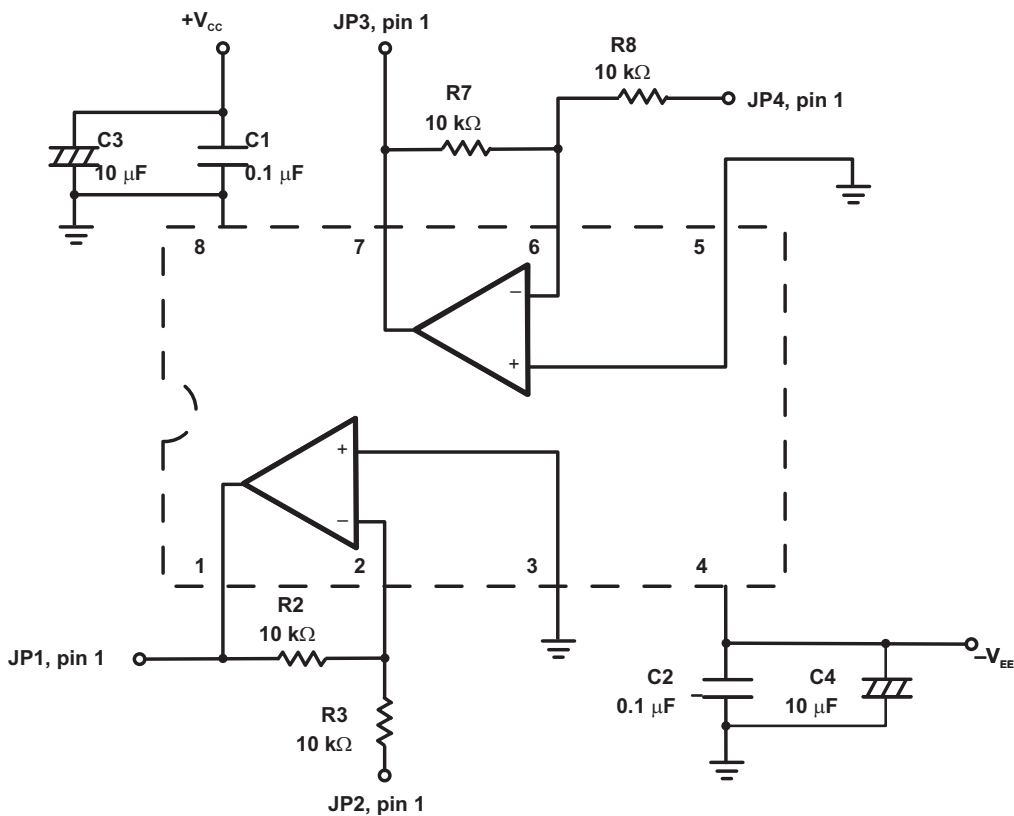 +VCC
JP3, pin 1
R8
10 kΩ
JP4, pin 1
R7
10 kΩ
C3
10 μF
C1
0.1 μF
8
7
6
5
−
+
+
−
1
2
3
4
R2
10 kΩ
JP1, pin 1
R3
10 kΩ
JP2, pin 1
C2
0.1 μF
C4
10 μF
–VEE